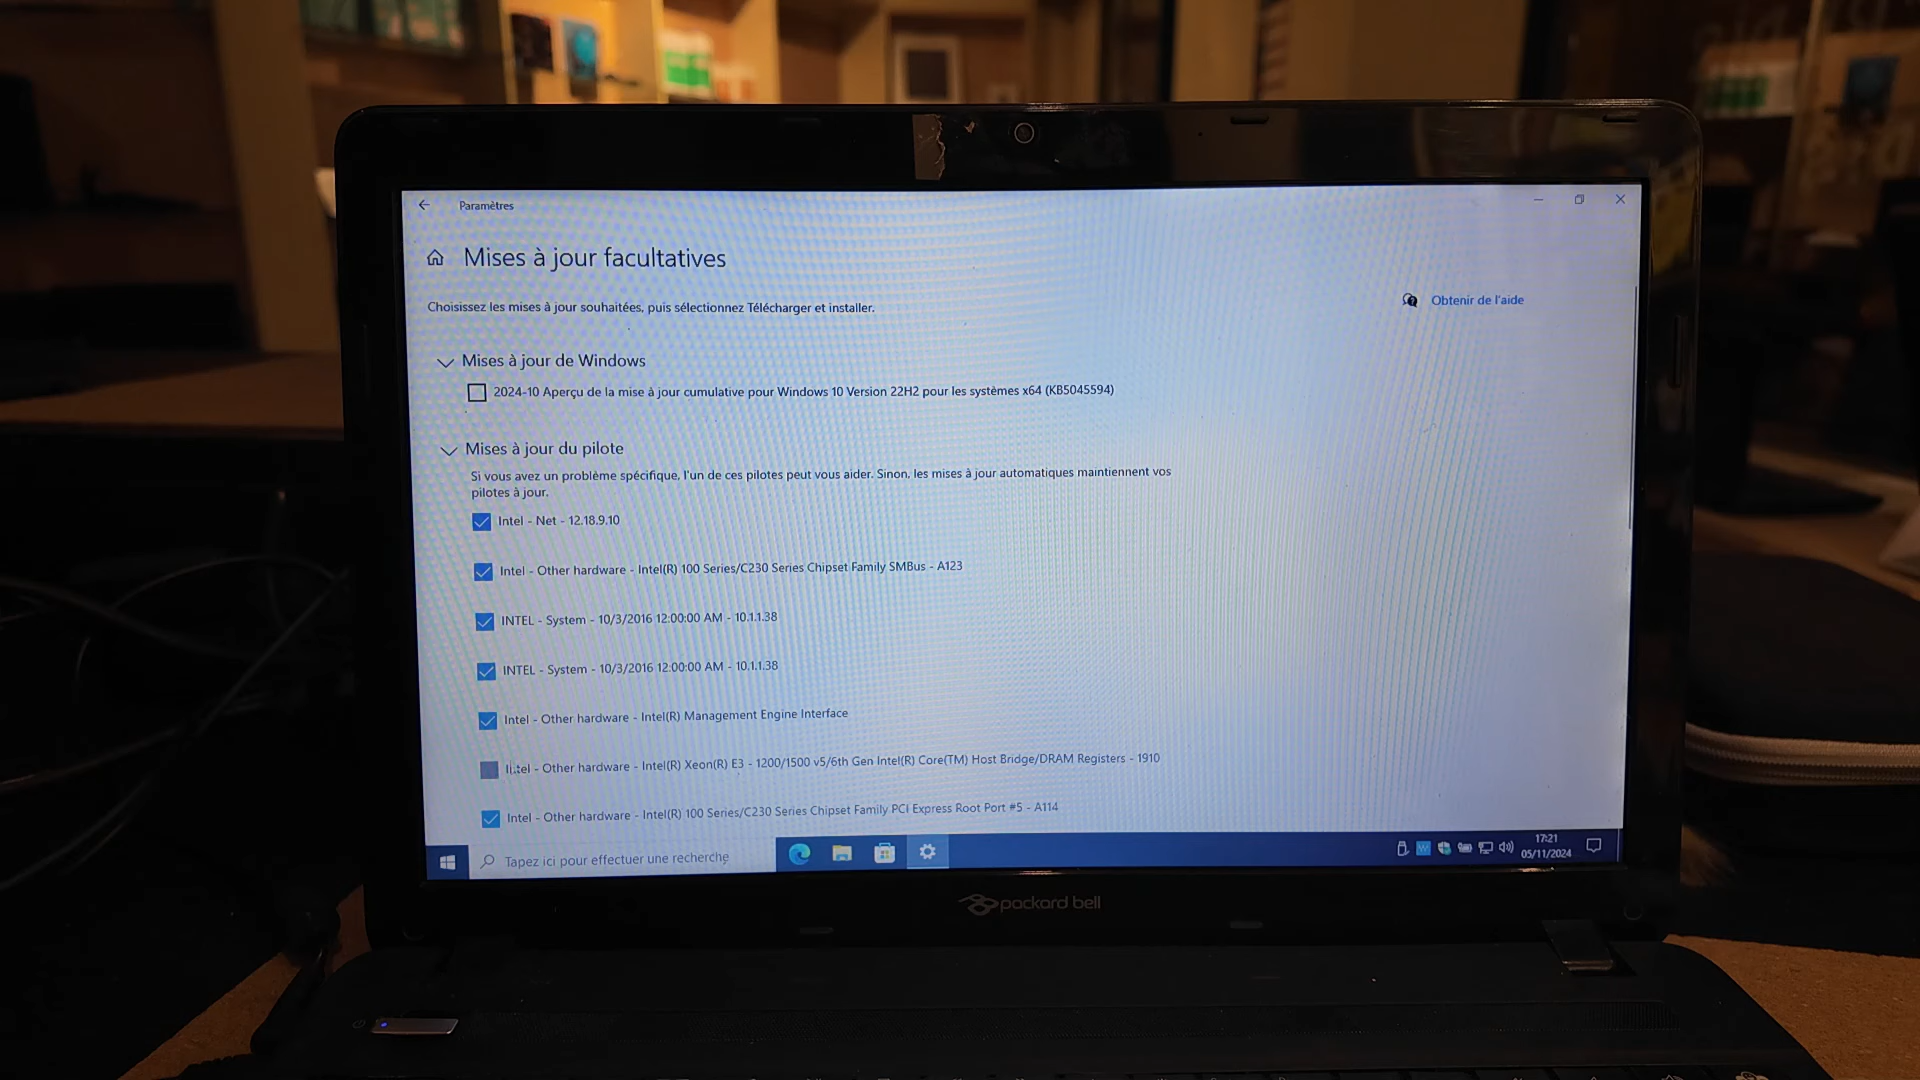 Paramètres
Mises à jour facultatives
Choisissez les mises à jour souhaitées, puis sélectionnez Télécharger et installer.
Obtenir de l'aide
Mises à jour de Windows
2024-10 Aperçu de la mise à jour cumulative pour Windows 10 Version 22H2 pour les systèmes x64 (KB5045594)
Mises à jour du pilote
Si vous avez un problème spécifique, l'un de ces pilotes peut vous aider. Sinon, les mises à jour automatiques maintiennent vos
pilotes à jour.
Intel - Net - 12.18.9.10
Intel - Other hardware - Intel(R) 100 Series/C230 Series Chipset Family SMBus - A123
INTEL - System - 10/3/2016 12:00:00 AM - 10.1.1.38
INTEL - System - 10/3/2016 12:00:00 AM - 10.1.1.38
Intel - Other hardware - Intel(R) Management Engine Interface
Intel - Other hardware - Intel(R) Xeon(R) E3 - 1200/1500 v5/6th Gen Intel(R) Core(TM) Host Bridge/DRAM Registers - 1910
Intel - Other hardware - Intel(R) 100 Series/C230 Series Chipset Family PCI Express Root Port #5 - A114
Tapez ici pour effectuer une recherche
17:21
05/11/2024
packard bell